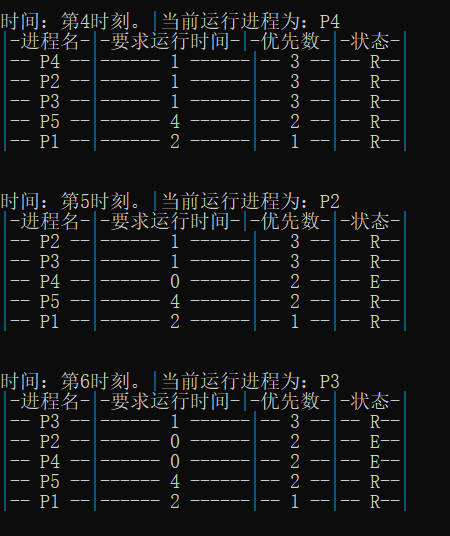 时间：第4时刻。|当前运行进程为：P4
|-进程名-|-要求运行时间-|-优先数-|-状态-|
|-- P4 --|------ 1 ------|-- 3 --|-- R--|
|-- P2 --|------ 1 ------|-- 3 --|-- R--|
|-- P3 --|------ 1 ------|-- 3 --|-- R--|
|-- P5 --|------ 4 ------|-- 2 --|-- R--|
|-- P1 --|------ 2 ------|-- 1 --|-- R--|
时间：第5时刻。|当前运行进程为：P2
|-进程名-|-要求运行时间-|-优先数-|-状态-|
|-- P2 --|------ 1 ------|-- 3 --|-- R--|
|-- P3 --|------ 1 ------|-- 3 --|-- R--|
|-- P4 --|------ 0 ------|-- 2 --|-- E--|
|-- P5 --|------ 4 ------|-- 2 --|-- R--|
|-- P1 --|------ 2 ------|-- 1 --|-- R--|
时间：第6时刻。|当前运行进程为：P3
|-进程名-|-要求运行时间-|-优先数-|-状态-|
|-- P3 --|------ 1 ------|-- 3 --|-- R--|
|-- P2 --|------ 0 ------|-- 2 --|-- E--|
|-- P4 --|------ 0 ------|-- 2 --|-- E--|
|-- P5 --|------ 4 ------|-- 2 --|-- R--|
|-- P1 --|------ 2 ------|-- 1 --|-- R--|